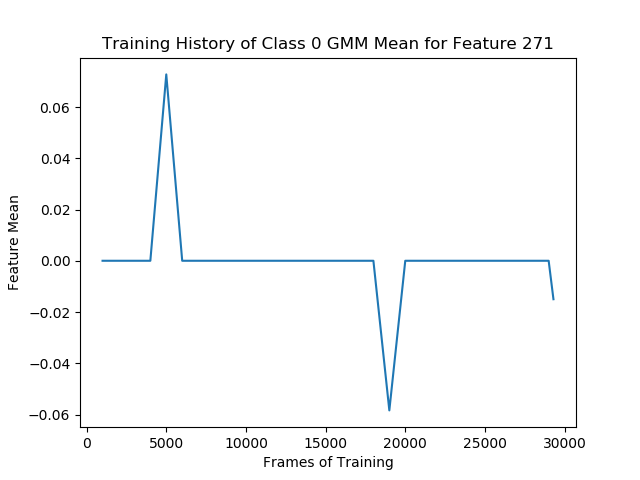 Training History of Class 0 GMM Mean for Feature 271
0.06
0.04
0.02
0.00
−0.02
−0.04
−0.06
Feature Mean
0 5000 10000 15000 20000 25000 30000
Frames of Training